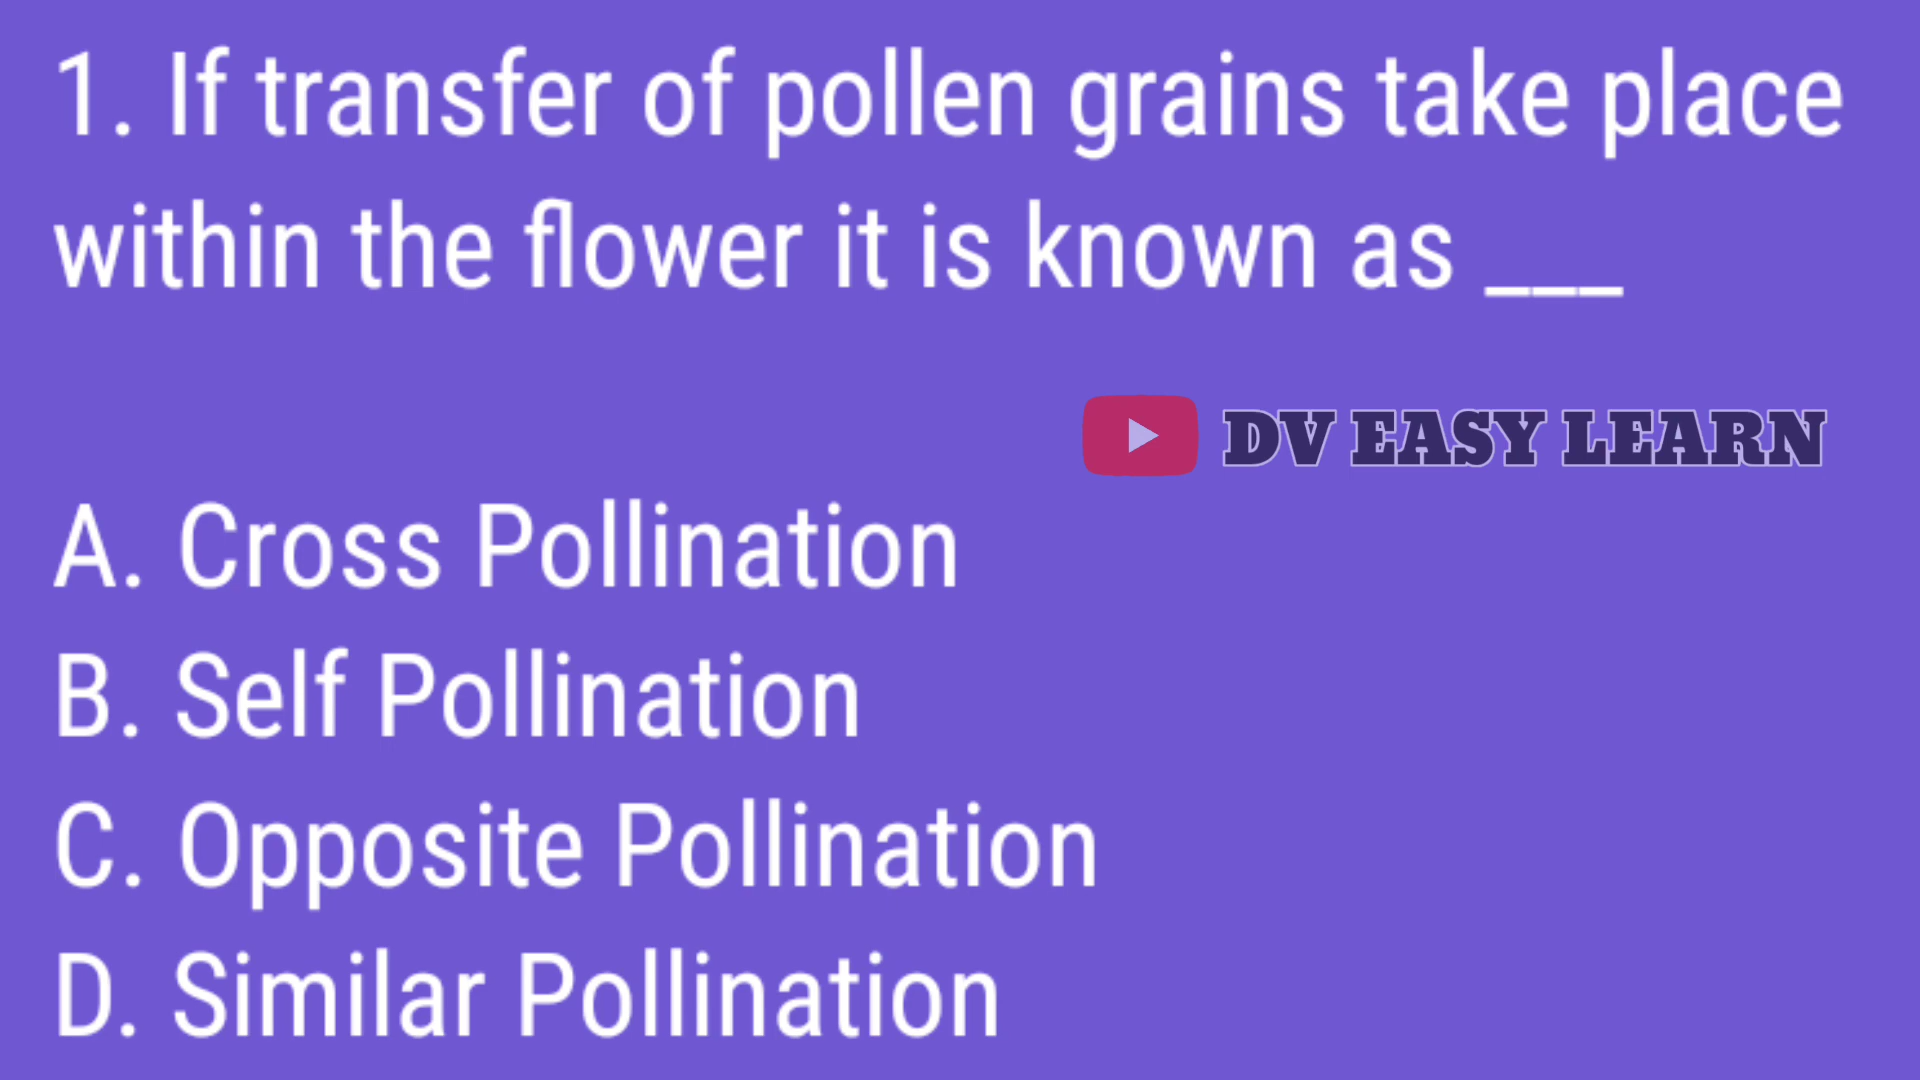 1. If transfer of pollen grains take place
within the flower it is known as ___
DV EASY LEARN
A. Cross Pollination
B. Self Pollination
C. Opposite Pollination
D. Similar Pollination